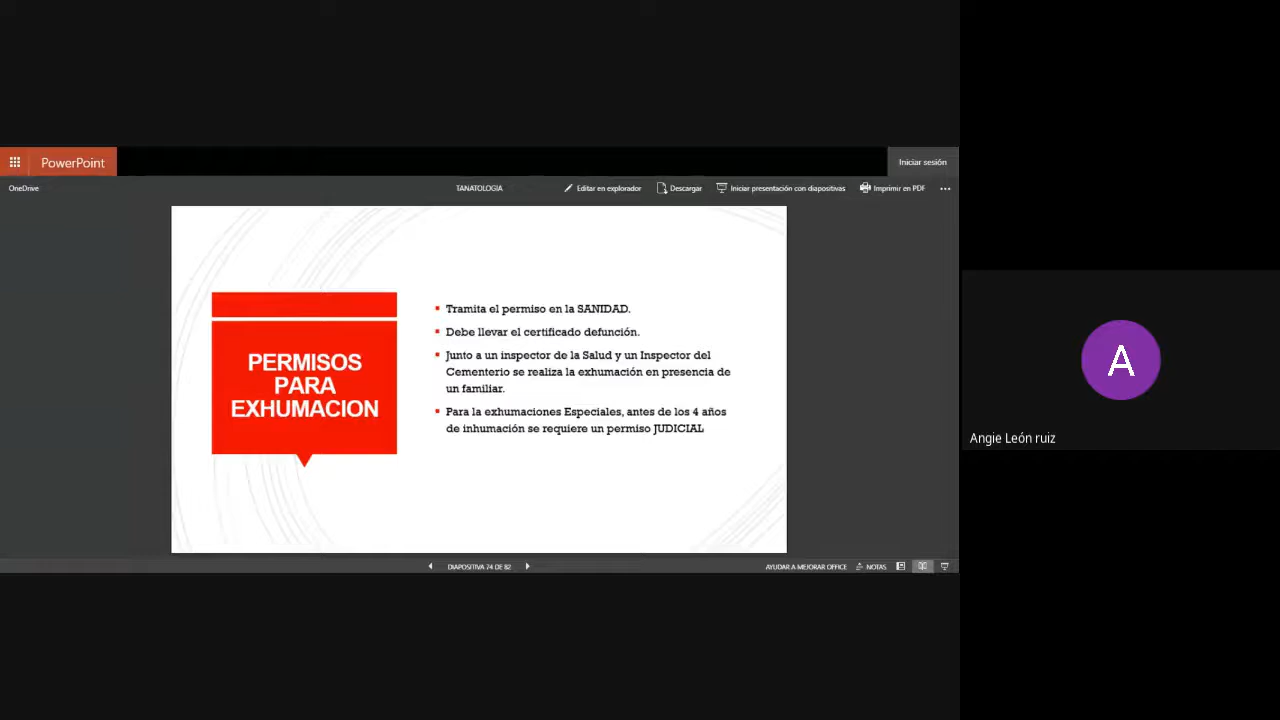 PowerPoint
Iniciar sesión
OneDrive
TANATOLOGIA
Editar en explorador
Descargar
Iniciar presentación con diapositivas
Imprimir en PDF
PERMISOS
PARA
EXHUMACION
Tramita el permiso en la SANIDAD.
Debe llevar el certificado defunción.
Junto a un inspector de la Salud y un Inspector del
Cementerio se realiza la exhumación en presencia de
un familiar.
Para la exhumaciones Especiales, antes de los 4 años
de inhumación se requiere un permiso JUDICIAL
A
Angie León ruiz
DIAPOSITIVA 74 DE 82
AYUDAR A MEJORAR OFFICE
NOTAS